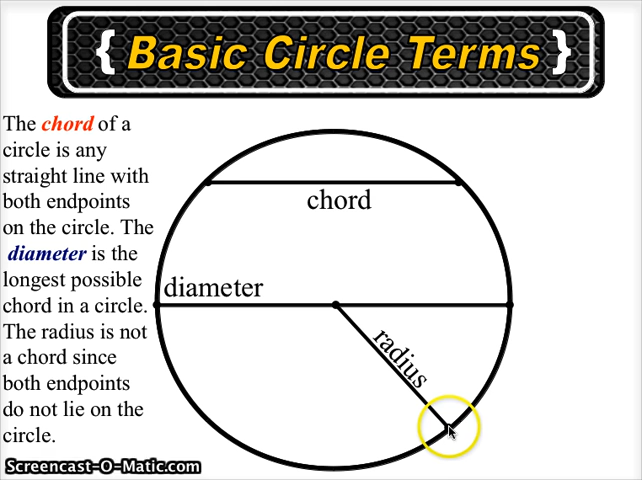 { Basic Circle Terms }
The chord of a
circle is any
straight line with
both endpoints
on the circle. The
diameter is the
longest possible
chord in a circle.
The radius is not
a chord since
both endpoints
do not lie on the
circle.
chord
diameter
radius
Screencast-O-Matic.com